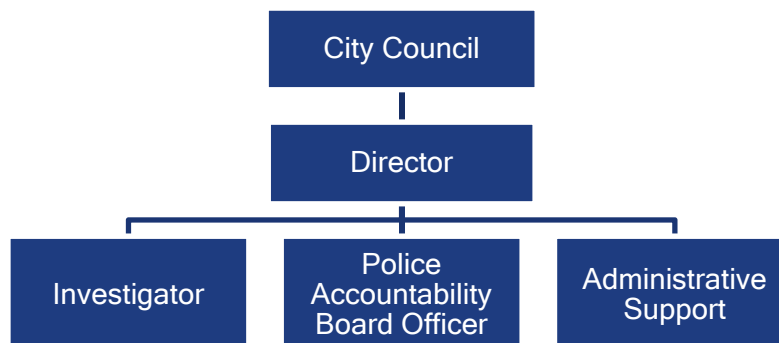 City Council
Director
Investigator
Police
Accountability
Board Officer
Administrative
Support